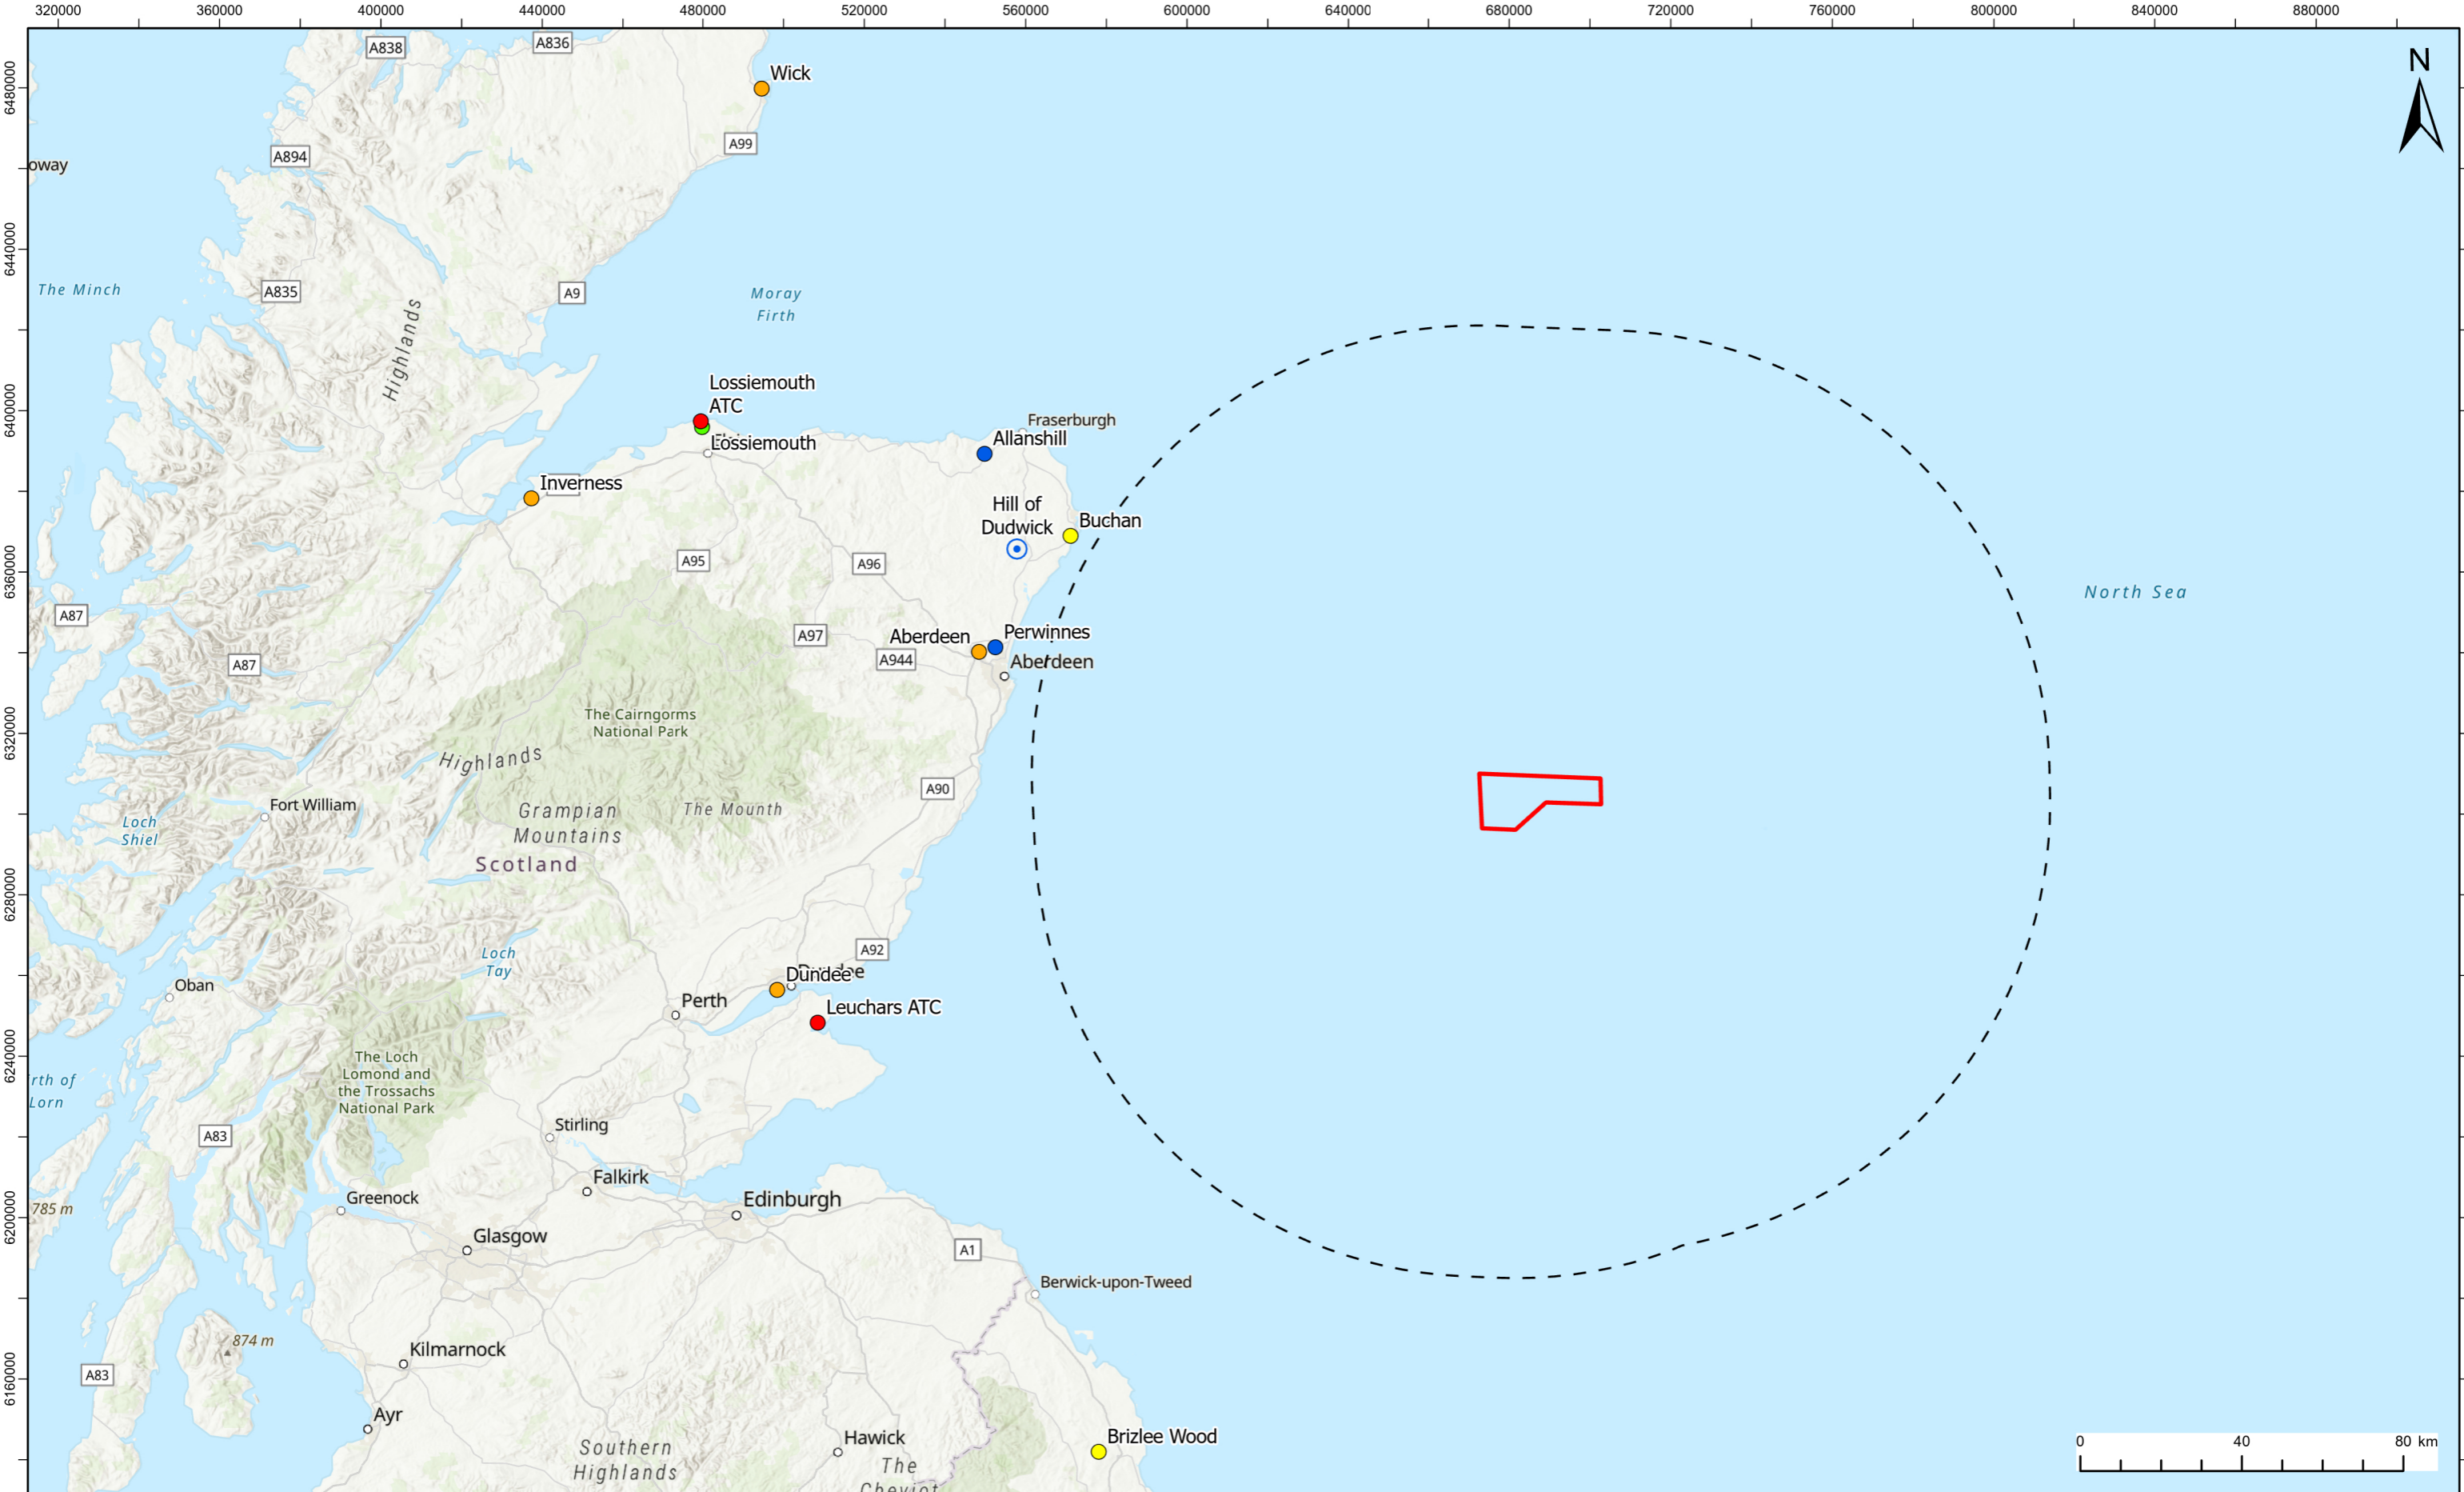 320000
360000
400000
440000
480000
520000
560000
600000
640000
680000
720000
760000
800000
840000
880000
6480000
6440000
6400000
6360000
6320000
6280000
6240000
6200000
6160000
N
A838
A836
Wick
A99
A894
oway
The Minch
A835
A9
Highlands
Moray
Firth
Lossiemouth
ATC
Lossiemouth
Fraserburgh
Allanshill
Inverness
Hill of
Dudwick
Buchan
A95
A96
North Sea
A87
A97
Aberdeen
Perwinnes
A944
Aberdeen
A87
The Cairngorms
National Park
Highlands
A90
Fort William
Grampian
Mountains
The Mounth
Loch
Shiel
Scotland
A92
Loch
Tay
Dundee
Dundee
Oban
Perth
Leuchars ATC
The Loch
Lomond and
the Trossachs
National Park
rth of
Lorn
Stirling
A83
Falkirk
Greenock
Edinburgh
785 m
Glasgow
A1
Berwick-upon-Tweed
874 m
Kilmarnock
A83
Ayr
Hawick
Brizlee Wood
Southern
Highlands
The
Cheviot
0
40
80 km